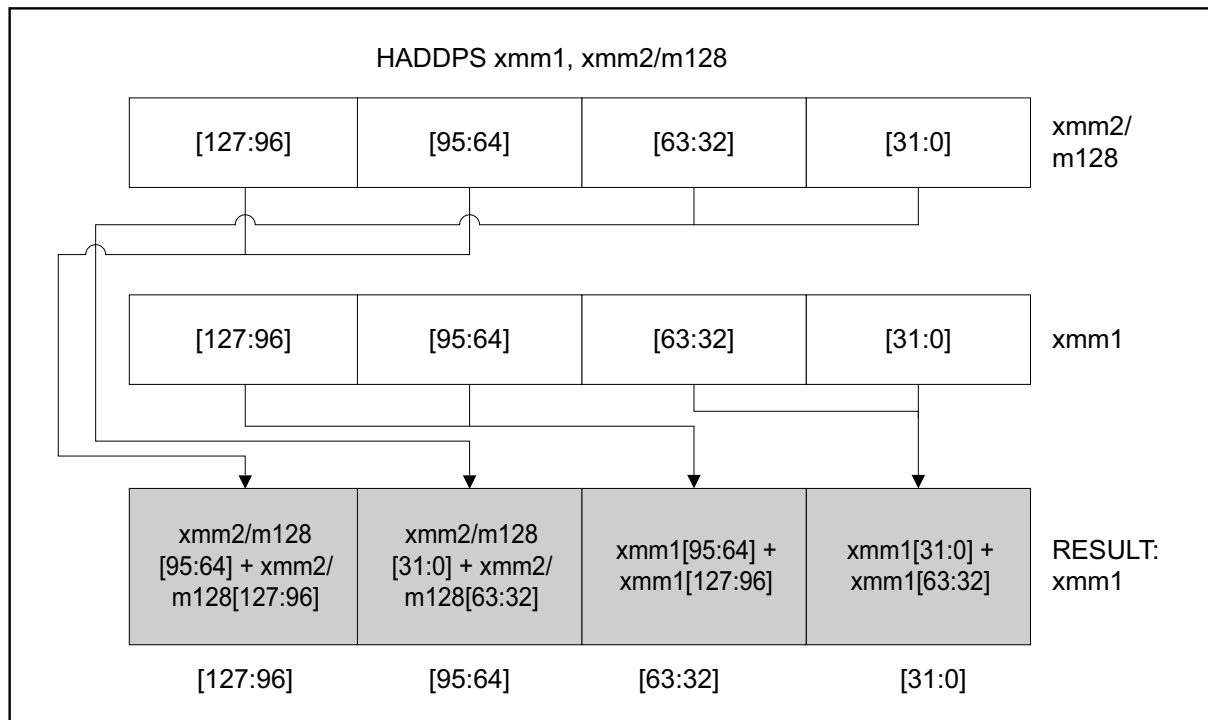 HADDPS xmm1, xmm2/m128
[127:96] [95:64] [63:32] [31:0]
xmm2/
m128
[127:96] [95:64] [63:32] [31:0]
xmm1
xmm2/m128
[95:64] + xmm2/
m128[127:96]
xmm2/m128
[31:0] + xmm2/
m128[63:32]
xmm1[95:64] +
xmm1[127:96]
xmm1[31:0] +
xmm1[63:32]
RESULT:
xmm1
[127:96] [95:64] [63:32] [31:0]